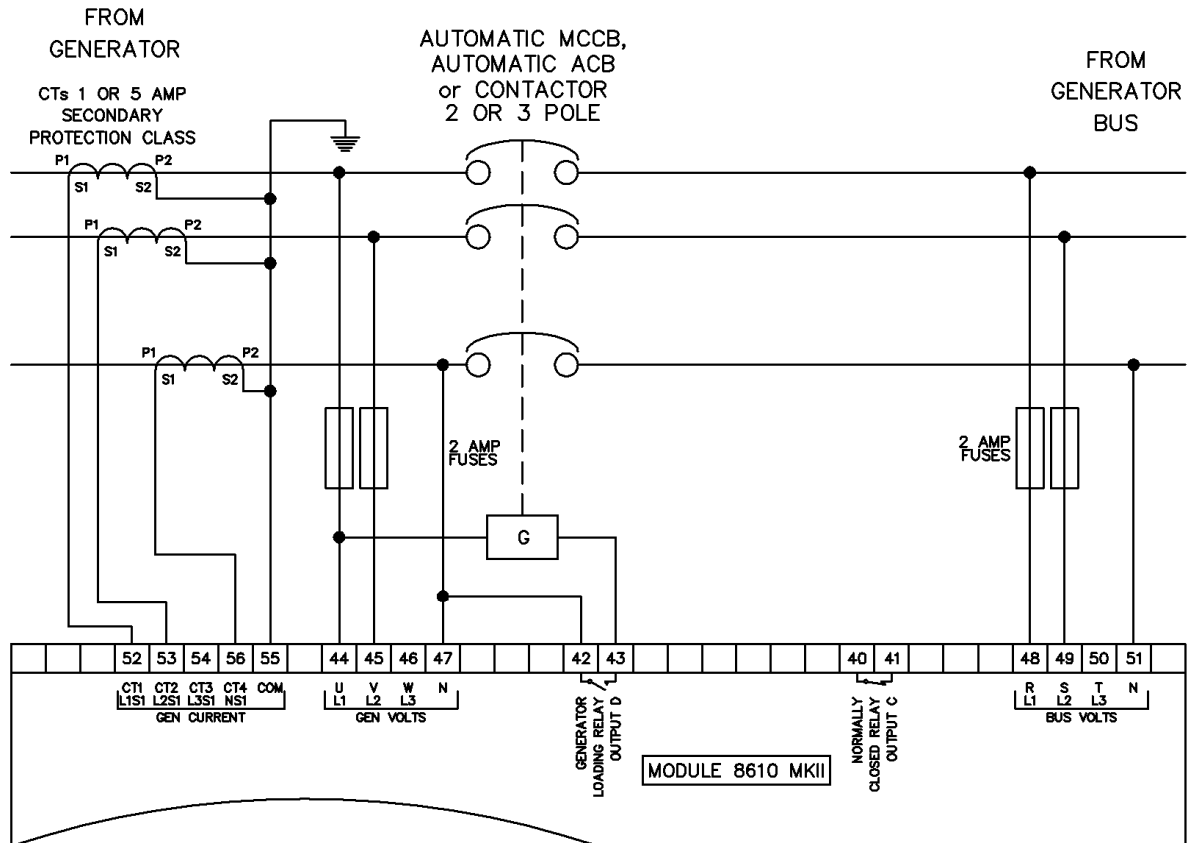 FROM
GENERATOR
CTs 1 OR 5 AMP
SECONDARY
PROTECTION CLASS
AUTOMATIC MCCB,
AUTOMATIC ACB
or CONTACTOR
2 OR 3 POLE
FROM
GENERATOR
BUS
P1 P2
S1 S2
P1 P2
S1 S2
P1 P2
S1 S2
2 AMP
FUSES
2 AMP
FUSES
G
52 53 54 56 55 44 45 46 47 42 43 40 41 48 49 50 51
CT1 CT2 CT3 CT4 COM
L1S1 L2S1 L3S1 NS1
GEN CURRENT
U V W N
L1 L2 L3
GEN VOLTS
GENERATOR
LOADING RELAY
OUTPUT D
NORMALLY
CLOSED RELAY
OUTPUT C
R S T N
L1 L2 L3
BUS VOLTS
MODULE 8610 MKII